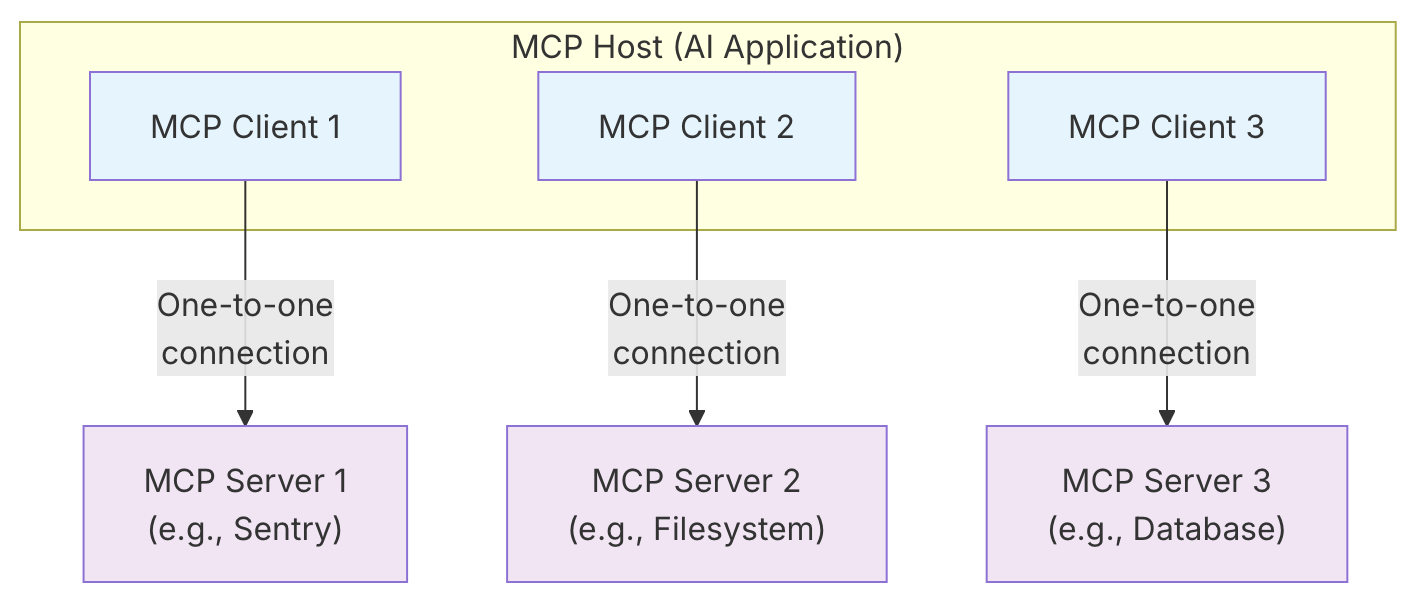 MCP Host (AI Application)
MCP Client 1
MCP Client 2
MCP Client 3
One-to-one
connection
One-to-one
connection
One-to-one
connection
MCP Server 1
(e.g., Sentry)
MCP Server 2
(e.g., Filesystem)
MCP Server 3
(e.g., Database)